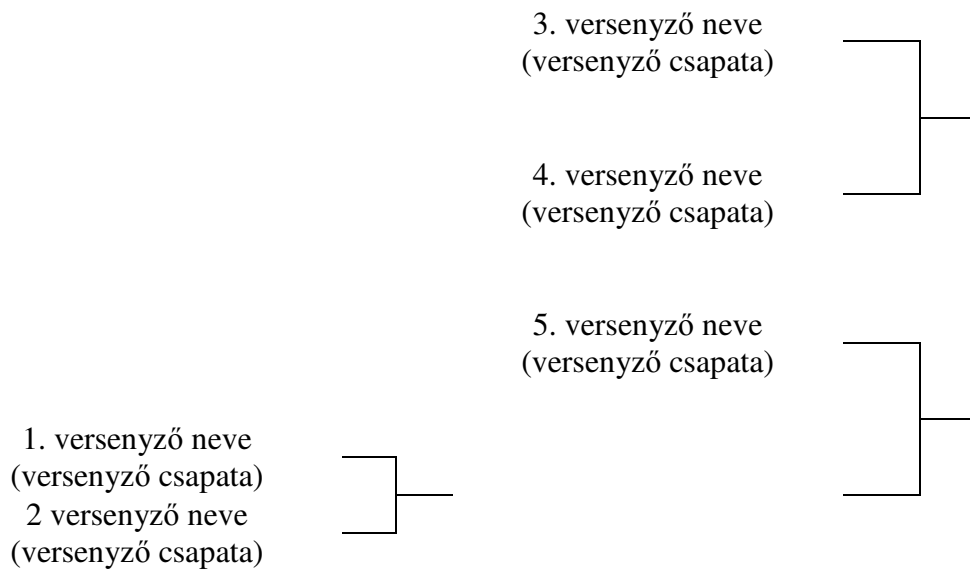 3. versenyző neve
(versenyző csapata)
4. versenyző neve
(versenyző csapata)
5. versenyző neve
(versenyző csapata)
1. versenyző neve
(versenyző csapata)
2 versenyző neve
(versenyző csapata)